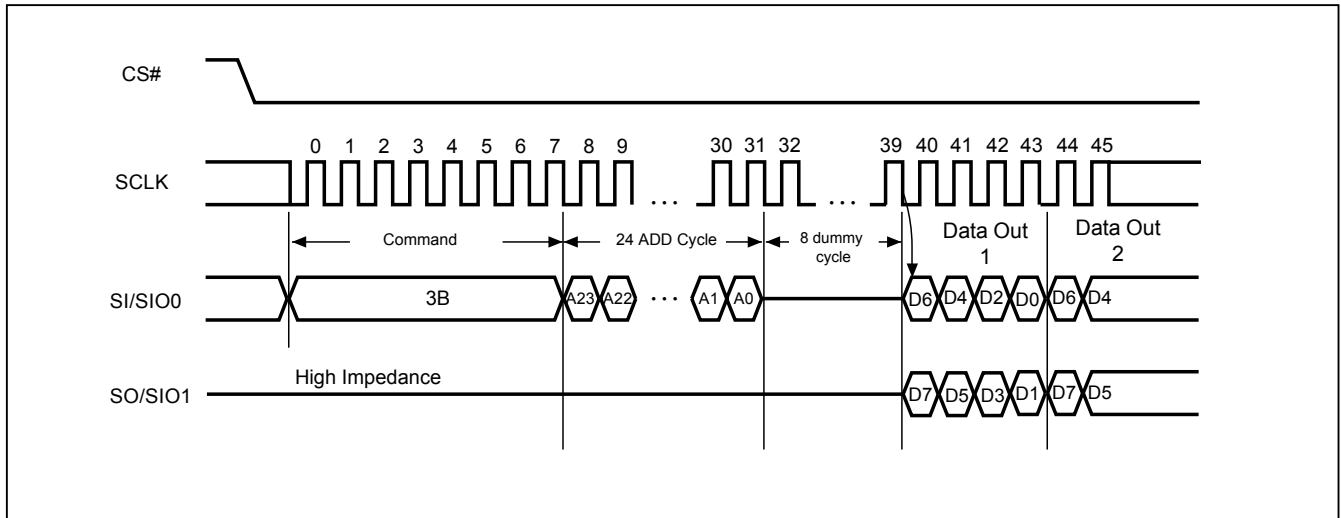 CS#
0 1 2 3 4 5 6 7 8 9 30 31 32 39 40 41 42 43 44 45
SCLK
... ...
Command 24 ADD Cycle 8 dummy cycle Data Out 1 Data Out 2
SI/SIO0 3B A23 A22 ... A1 A0 D6 D4 D2 D0 D6 D4
High Impedance
SO/SIO1 D7 D5 D3 D1 D7 D5